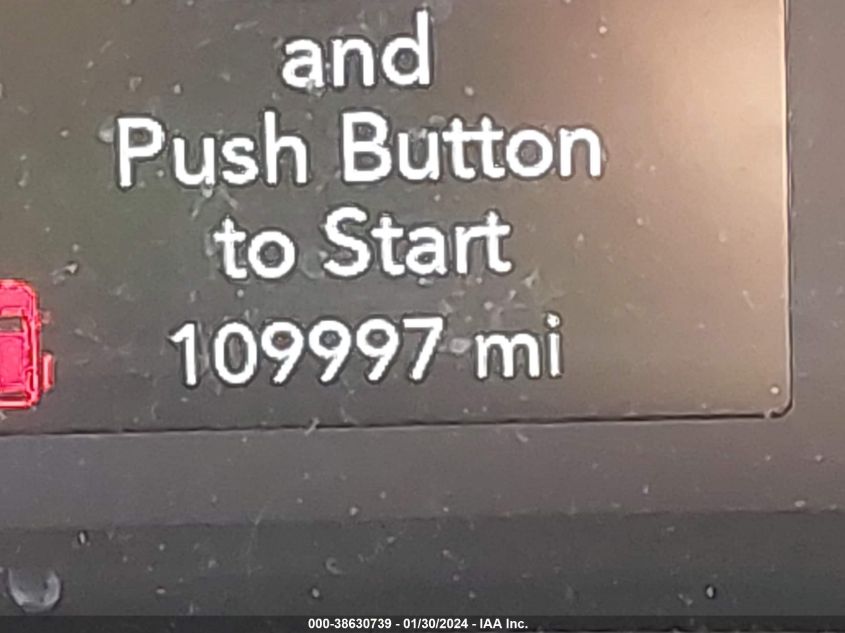 and
Push Button
to Start
109997 mi
000-38630739 - 01/30/2024 - IAA Inc.